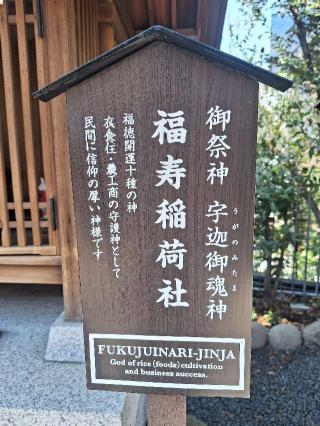 御祭神 宇迦御魂神
うがのみたま
福寿稲荷社
福徳開運十種の神
衣食住・農工商の守護神として
民間に信仰の厚い神様です
FUKUJUINARI-JINJA
God of rice (foods) cultivation
and business success.